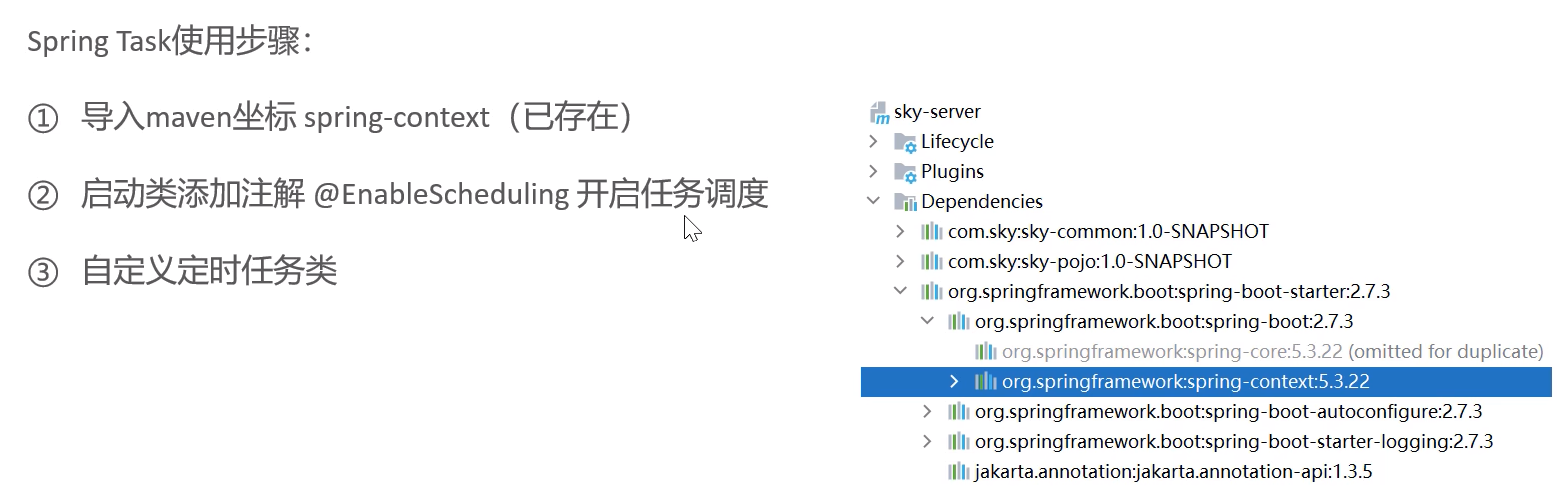 Spring Task使用步骤：
① 导入maven坐标 spring-context（已存在）
② 启动类添加注解 @EnableScheduling 开启任务调度
③ 自定义定时任务类
sky-server
Lifecycle
Plugins
Dependencies
com.sky:sky-common:1.0-SNAPSHOT
com.sky:sky-pojo:1.0-SNAPSHOT
org.springframework.boot:spring-boot-starter:2.7.3
org.springframework.boot:spring-boot:2.7.3
org.springframework:spring-core:5.3.22 (omitted for duplicate)
org.springframework:spring-context:5.3.22
org.springframework.boot:spring-boot-autoconfigure:2.7.3
org.springframework.boot:spring-boot-starter-logging:2.7.3
jakarta.annotation:jakarta.annotation-api:1.3.5